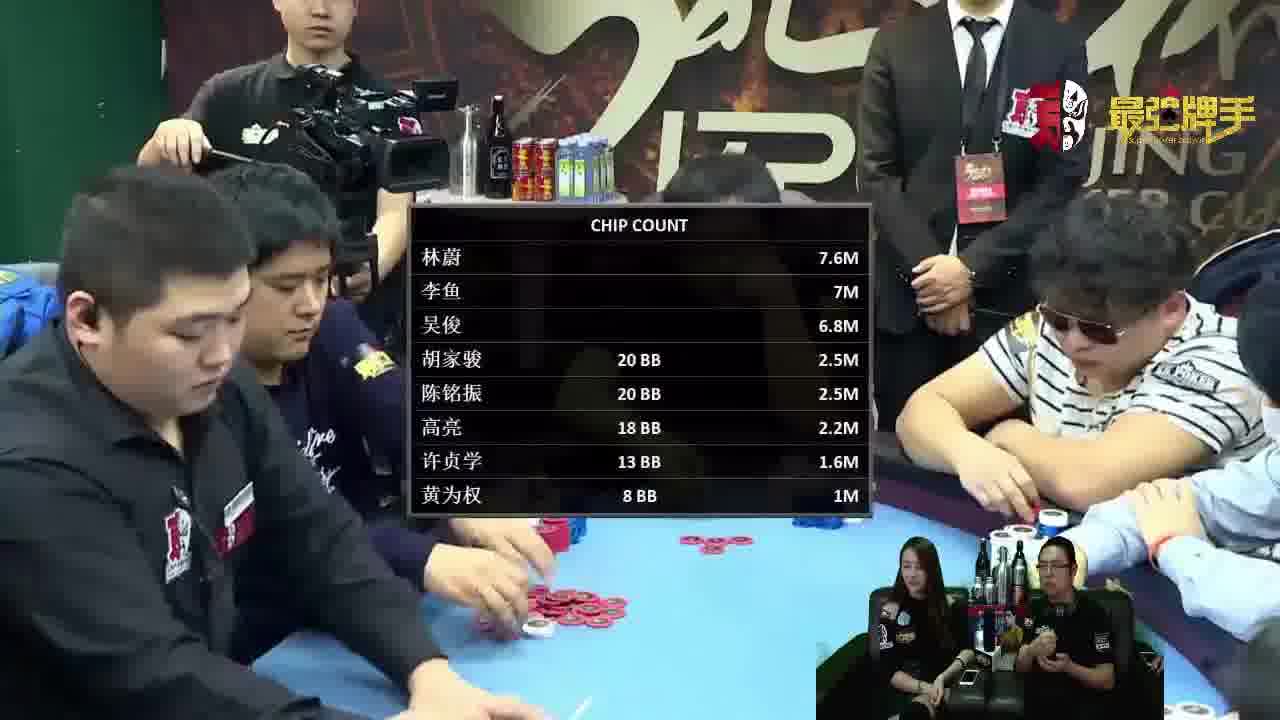 最强牌手
JING
CHIP COUNT
林蔚 7.6M
李鱼 7M
吴俊 6.8M
胡家骏 20 BB 2.5M
陈铭振 20 BB 2.5M
高亮 18 BB 2.2M
许贞学 13 BB 1.6M
黄为权 8 BB 1M